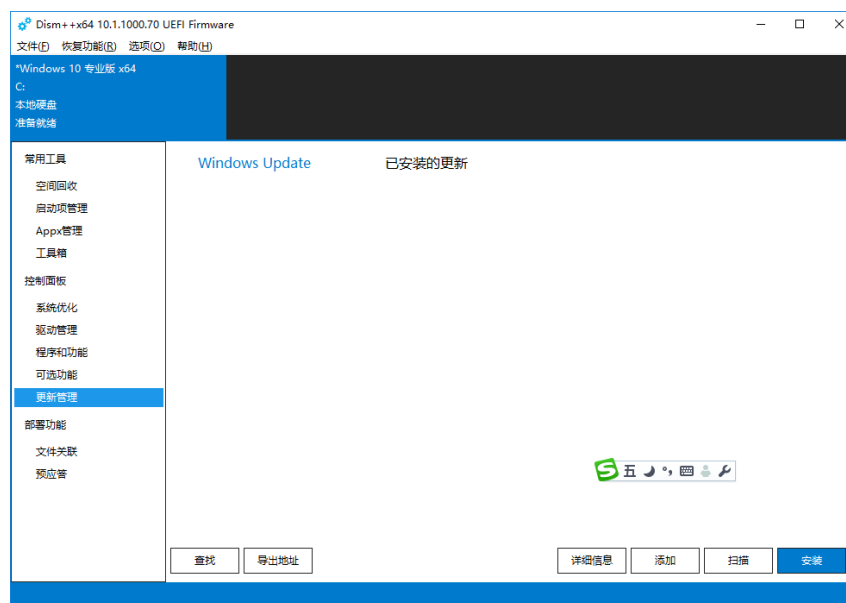 Dism++x64 10.1.1000.70 UEFI Firmware
文件(F) 恢复功能(R) 选项(O) 帮助(H)
*Windows 10 专业版 x64
C:
本地硬盘
准备就绪
常用工具
空间回收
启动项管理
Appx管理
工具箱
控制面板
系统优化
驱动管理
程序和功能
可选功能
更新管理
部署功能
文件关联
预应答
Windows Update 已安装的更新
S 五
查找 导出地址 详细信息 添加 扫描 安装